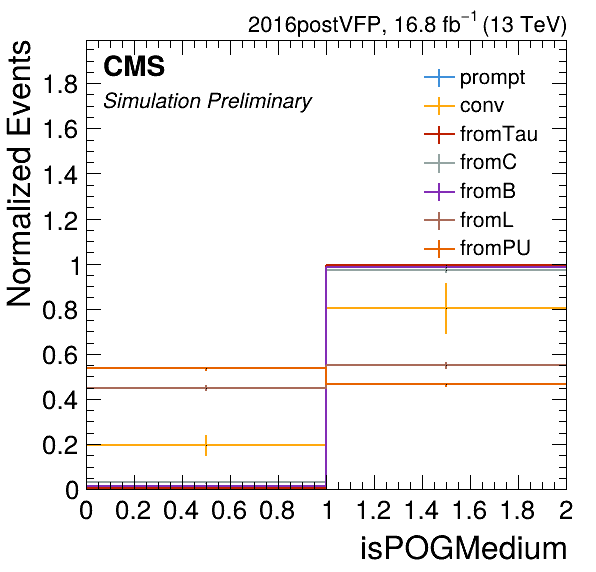 2016postVFP, 16.8 fb⁻¹ (13 TeV)
CMS
Simulation Preliminary
prompt
conv
fromTau
fromC
fromB
fromL
fromPU
Normalized Events
1.8
1.6
1.4
1.2
1
0.8
0.6
0.4
0.2
0
0 0.2 0.4 0.6 0.8 1 1.2 1.4 1.6 1.8 2
isPOGMedium